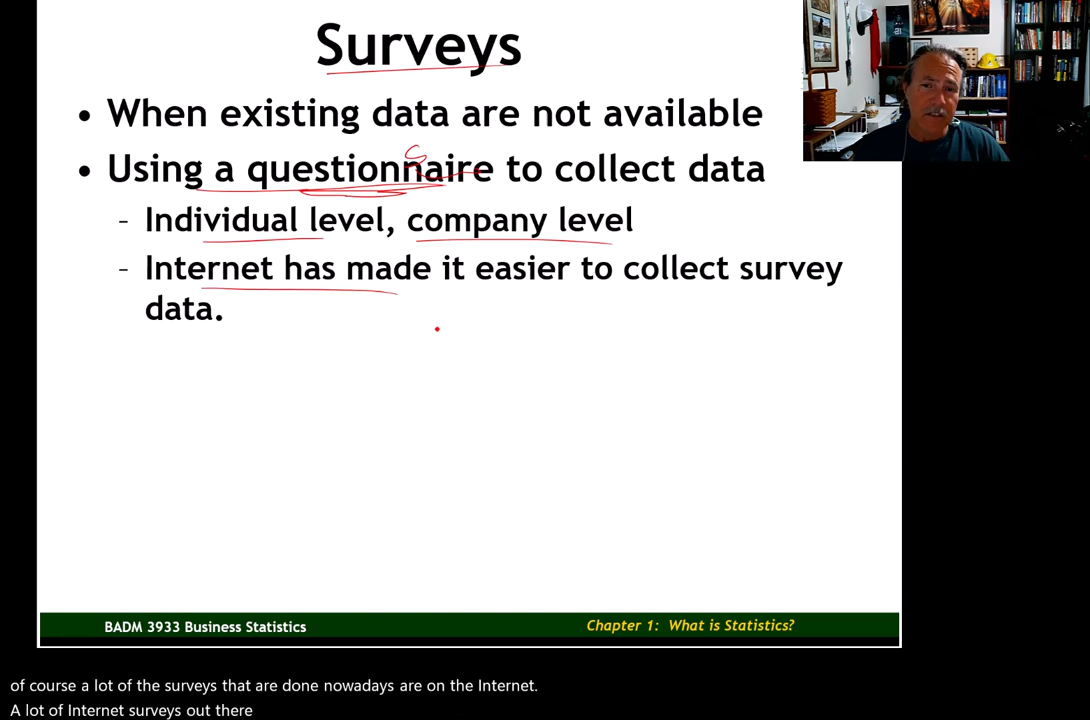 Surveys
• When existing data are not available
• Using a questionnaire to collect data
– Individual level, company level
– Internet has made it easier to collect survey
data.
BADM 3933 Business Statistics
Chapter 1: What is Statistics?
of course a lot of the surveys that are done nowadays are on the Internet.
A lot of Internet surveys out there